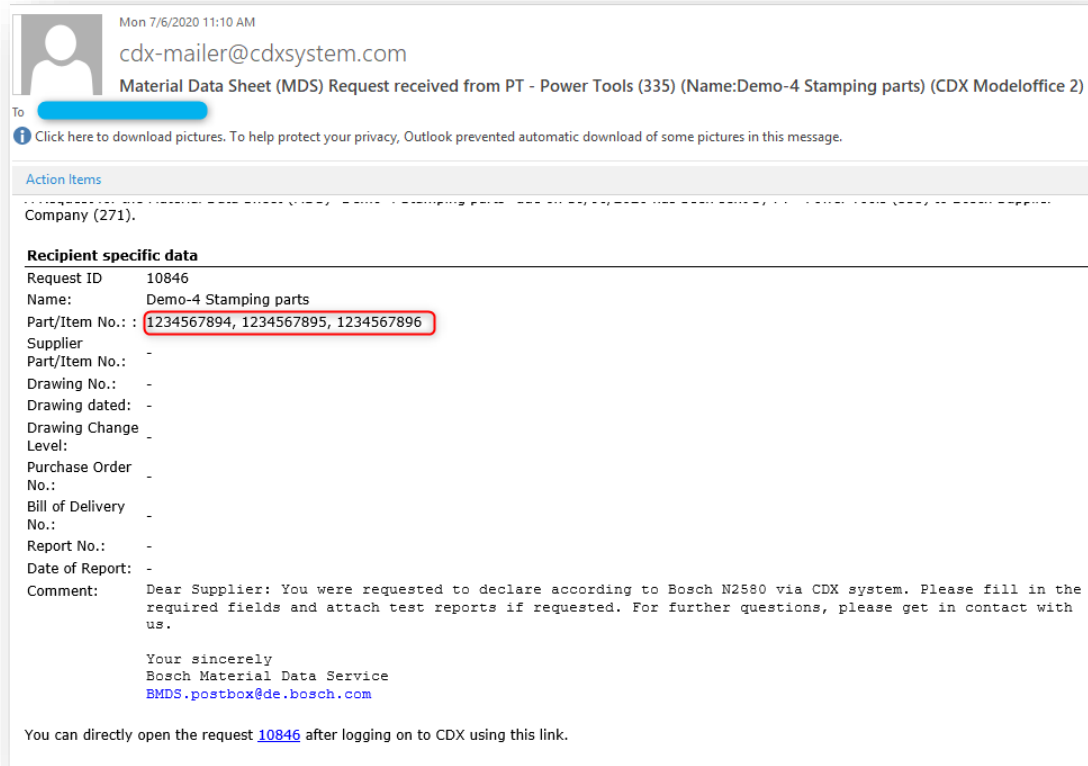 Mon 7/6/2020 11:10 AM
cdx-mailer@cdxsystem.com
Material Data Sheet (MDS) Request received from PT - Power Tools (335) (Name:Demo-4 Stamping parts) (CDX Modeloffice 2)
To
Click here to download pictures. To help protect your privacy, Outlook prevented automatic download of some pictures in this message.
Action Items
Company (271).
Recipient specific data
Request ID 10846
Name: Demo-4 Stamping parts
Part/Item No.: : 1234567894, 1234567895, 1234567896
Supplier
Part/Item No.: -
Drawing No.: -
Drawing dated: -
Drawing Change
Level: -
Purchase Order
No.: -
Bill of Delivery
No.: -
Report No.: -
Date of Report: -
Comment: Dear Supplier: You were requested to declare according to Bosch N2580 via CDX system. Please fill in the
required fields and attach test reports if requested. For further questions, please get in contact with
us.
Your sincerely
Bosch Material Data Service
BMDS.postbox@de.bosch.com
You can directly open the request 10846 after logging on to CDX using this link.